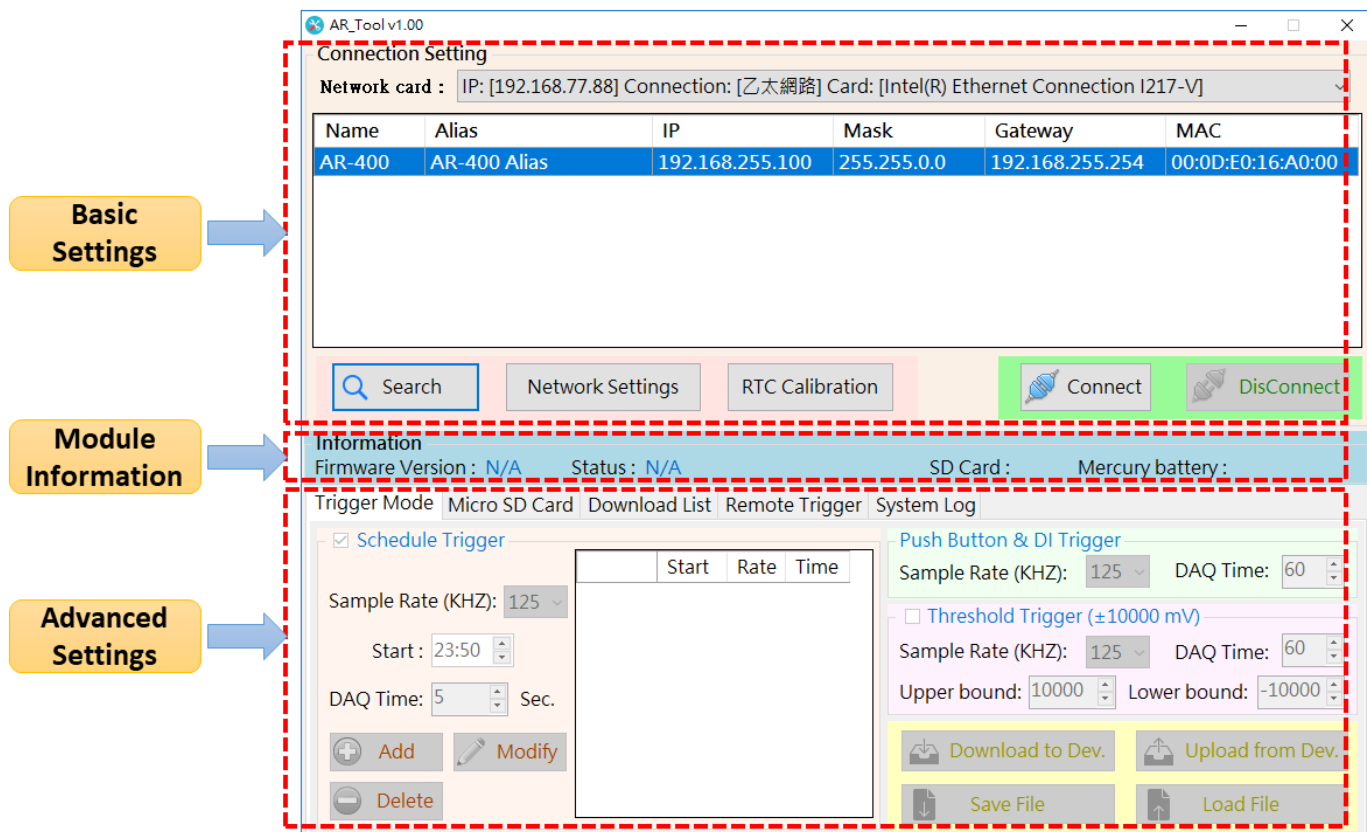 AR_Tool v1.00
Connection Setting
Network card : IP: [192.168.77.88] Connection: [乙太網路] Card: [Intel(R) Ethernet Connection I217-V]
Name Alias IP Mask Gateway MAC
AR-400 AR-400 Alias 192.168.255.100 255.255.0.0 192.168.255.254 00:0D:E0:16:A0:00
Basic
Settings
Search Network Settings RTC Calibration Connect DisConnect
Module
Information
Information
Firmware Version : N/A Status : N/A SD Card : Mercury battery :
Trigger Mode Micro SD Card Download List Remote Trigger System Log
Advanced
Settings
Schedule Trigger
Sample Rate (KHZ): 125
Start : 23:50
DAQ Time: 5 Sec.
Add Modify
Delete
Start Rate Time
Push Button & DI Trigger
Sample Rate (KHZ): 125 DAQ Time: 60
Threshold Trigger (±10000 mV)
Sample Rate (KHZ): 125 DAQ Time: 60
Upper bound: 10000 Lower bound: -10000
Download to Dev. Upload from Dev.
Save File Load File